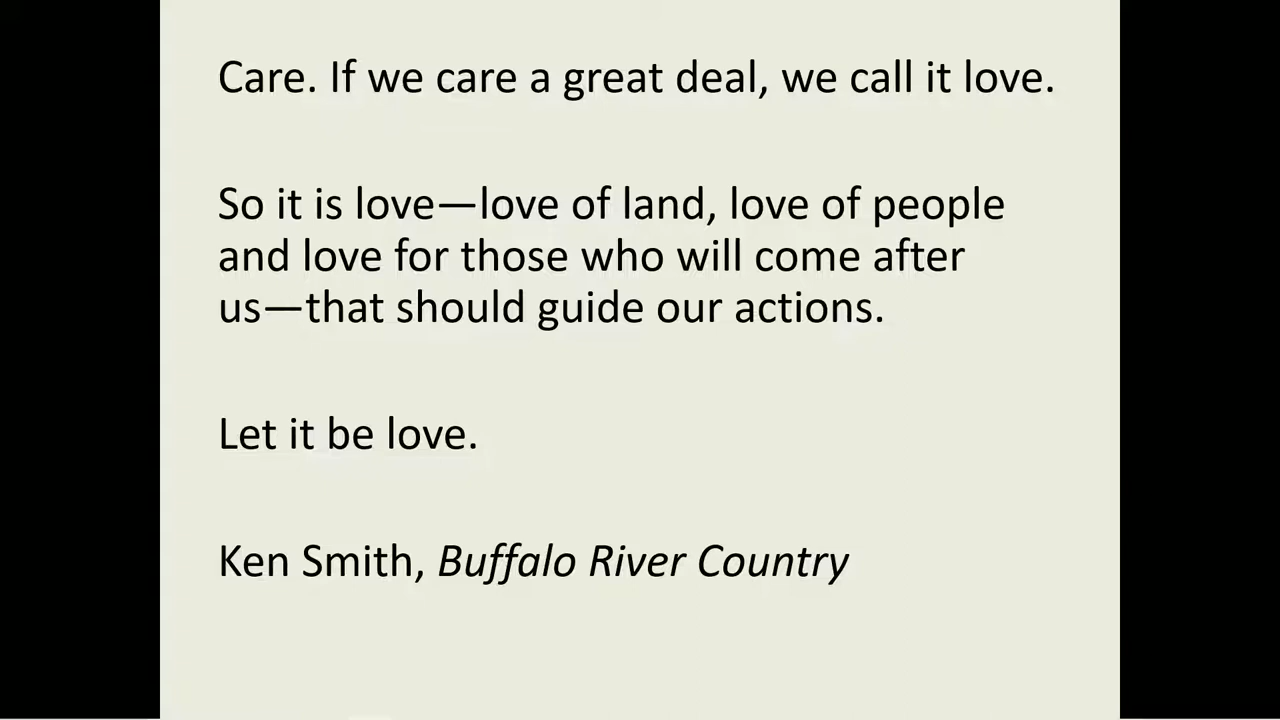 Care. If we care a great deal, we call it love.
So it is love—love of land, love of people
and love for those who will come after
us—that should guide our actions.
Let it be love.
Ken Smith, Buffalo River Country